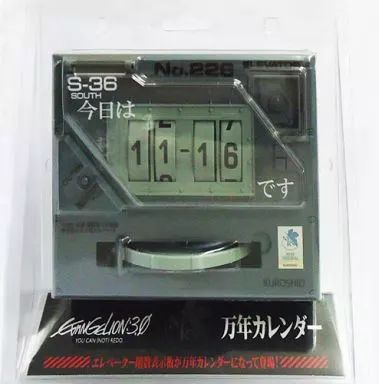 No.226
ELEVATOR
S-36
SOUTH
今日は
11-16
です
KUROSHIO
EVANGELION:3.0
YOU CAN (NOT) REDO.
万年カレンダー
エレベーター階数表示板が万年カレンダーになって登場!